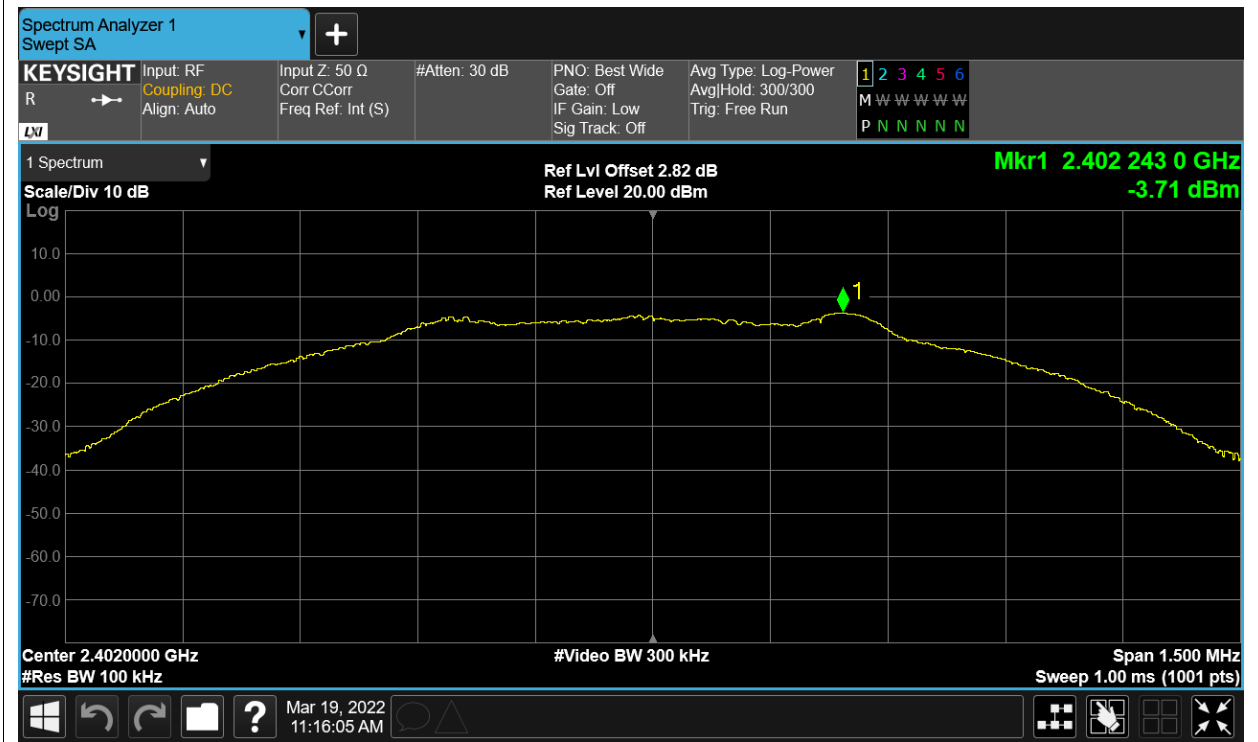 Spectrum Analyzer 1
Swept SA
+
KEYSIGHT
R
LXI
Input: RF
Coupling: DC
Align: Auto
Input Z: 50 Ω
Corr CCorr
Freq Ref: Int (S)
#Atten: 30 dB
PNO: Best Wide
Gate: Off
IF Gain: Low
Sig Track: Off
Avg Type: Log-Power
Avg|Hold: 300/300
Trig: Free Run
1 2 3 4 5 6
M W W W W W
P N N N N N
1 Spectrum
Scale/Div 10 dB
Ref Lvl Offset 2.82 dB
Ref Level 20.00 dBm
Mkr1 2.402 243 0 GHz
-3.71 dBm
Log
10.0
0.00
-10.0
-20.0
-30.0
-40.0
-50.0
-60.0
-70.0
1
Center 2.4020000 GHz
#Res BW 100 kHz
#Video BW 300 kHz
Span 1.500 MHz
Sweep 1.00 ms (1001 pts)
?
Mar 19, 2022
11:16:05 AM